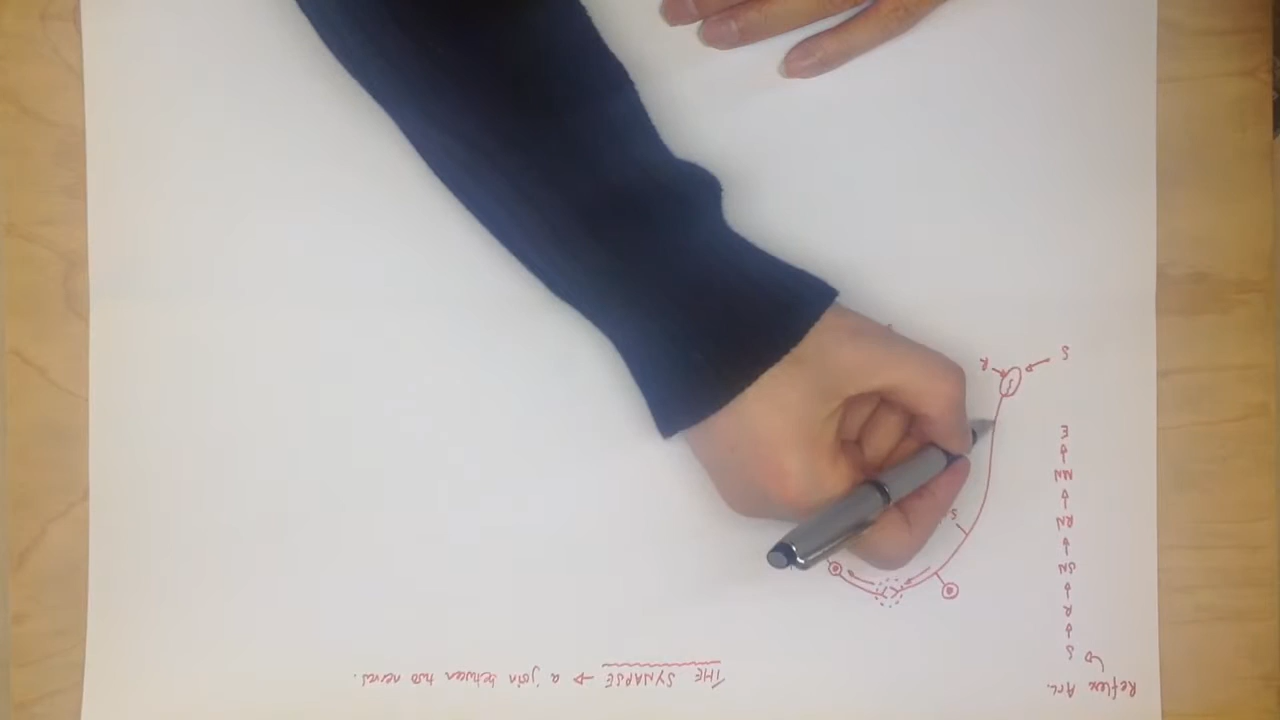 Reflex Arc.
THE SYNAPSE → a join between two nerves.
S
↓
R
↓
SN
↓
RN
↓
MN
↓
E
S
R
S